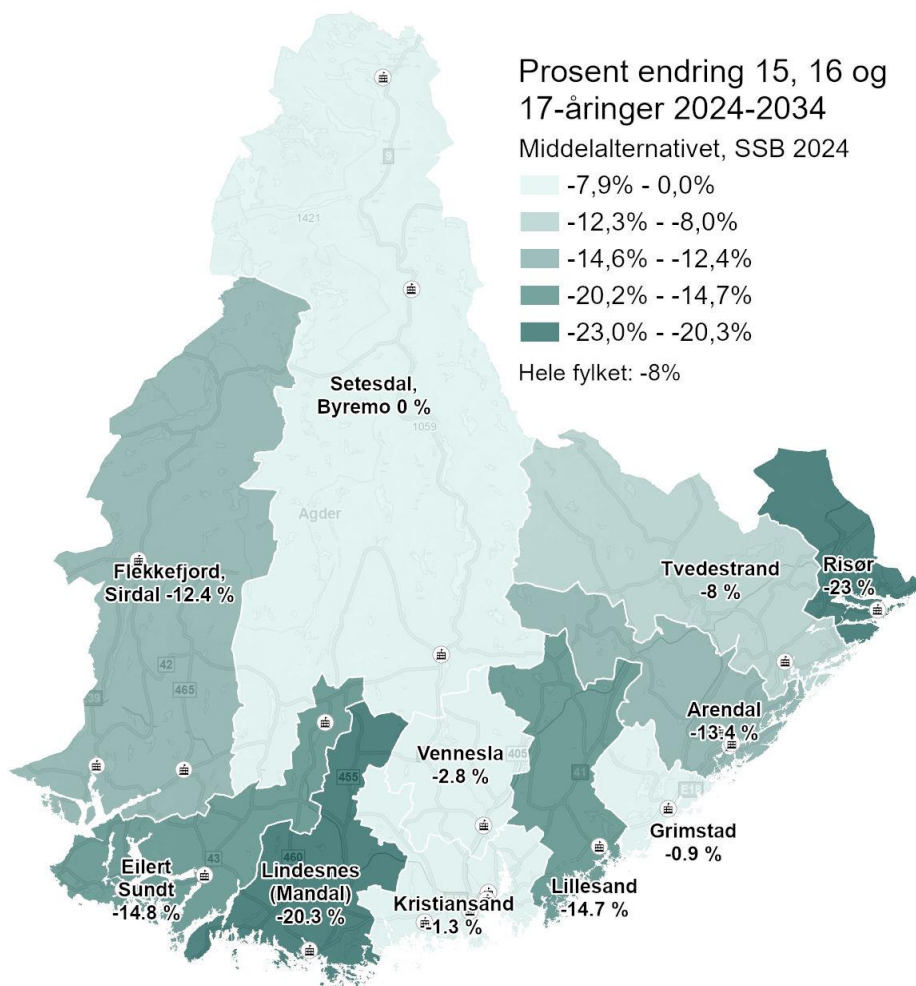 Prosent endring 15, 16 og
17-åringer 2024-2034
Middelalternativet, SSB 2024
-7,9% - 0,0%
-12,3% - -8,0%
-14,6% - -12,4%
-20,2% - -14,7%
-23,0% - -20,3%
Hele fylket: -8%
9
1421
Setesdal,
Byremo 0 %
1059
Agder
Flekkefjord,
Sirdal -12.4 %
42
465
39
Tvedestrand
-8 %
Risør
-23 %
Arendal
-13.4 %
Vennesla
-2.8 %
405
41
455
E18
Grimstad
-0.9 %
Eilert
Sundt
-14.8 %
43
460
Lindesnes
(Mandal)
-20.3 %
Kristiansand
-1.3 %
Lillesand
-14.7 %